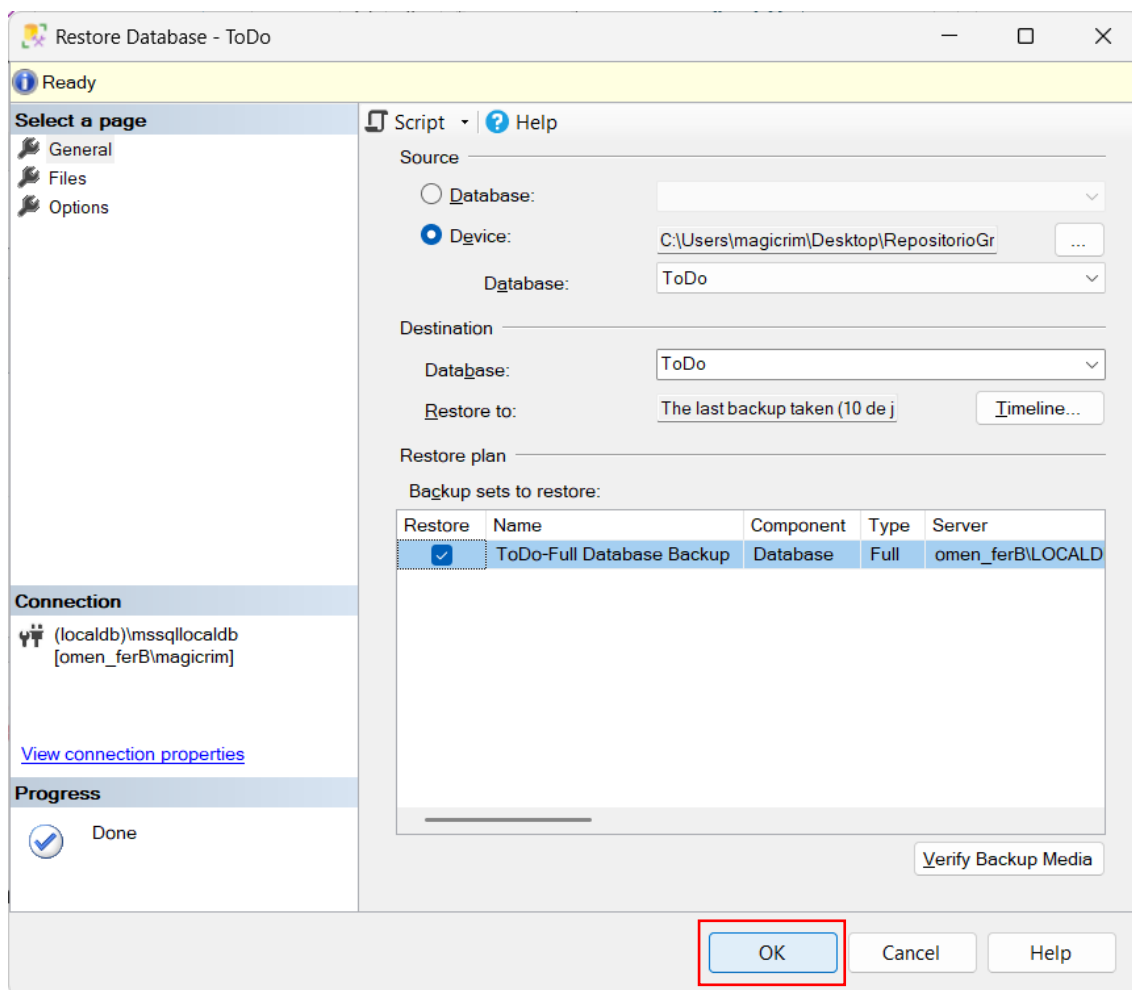 Restore Database - ToDo
Ready
Select a page
General
Files
Options
Script
Help
Source
Database:
Device:
C:\Users\magicrim\Desktop\RepositorioGr
...
Database:
ToDo
Destination
Database:
ToDo
Restore to:
The last backup taken (10 de j
Timeline...
Restore plan
Backup sets to restore:
Restore Name Component Type Server
ToDo-Full Database Backup Database Full omen_ferB\LOCALD
Connection
(localdb)\mssqllocaldb
[omen_ferB\magicrim]
View connection properties
Progress
Done
Verify Backup Media
OK Cancel Help